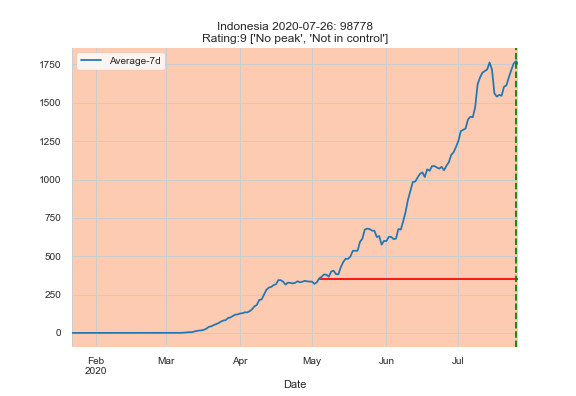 Indonesia 2020-07-26: 98778
Rating:9 ['No peak', 'Not in control']
Average-7d
1750
1500
1250
1000
750
500
250
0
Feb Mar Apr May Jun Jul
2020
Date